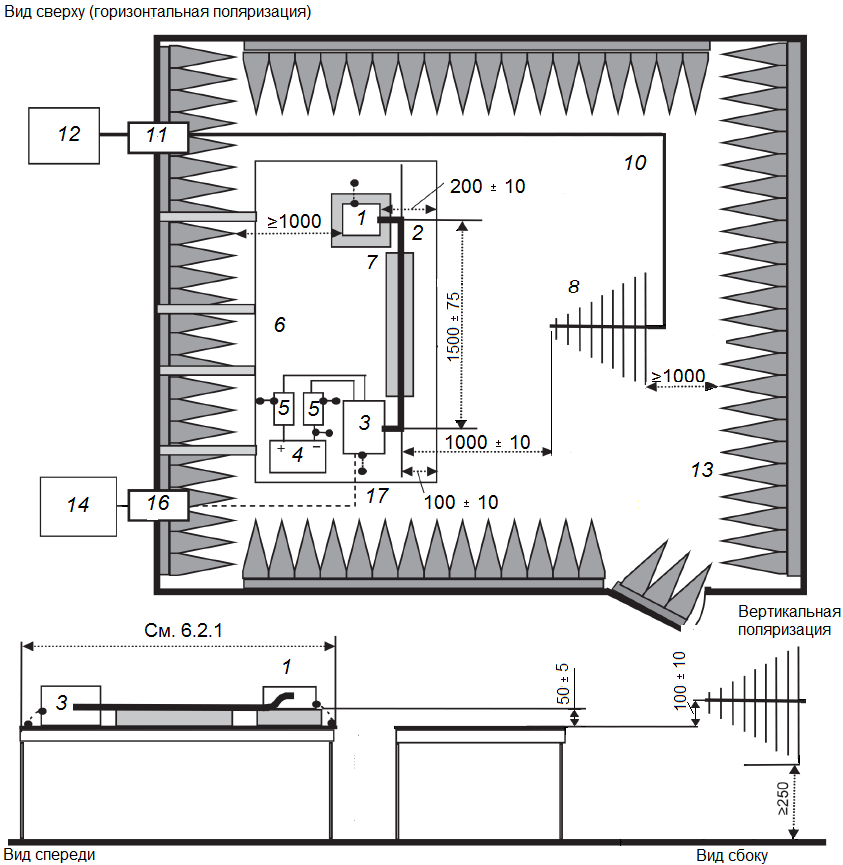 Вид сверху (горизонтальная поляризация)
12
11
10
200 ± 10
1
≥1000
2
7
8
6
1500 ± 75
≥1000
5
5
3
+
−
4
1000 ± 10
13
14
16
17
100 ± 10
Вертикальная
поляризация
См. 6.2.1
1
3
50 ± 5
100 ± 10
≥250
Вид спереди
Вид сбоку